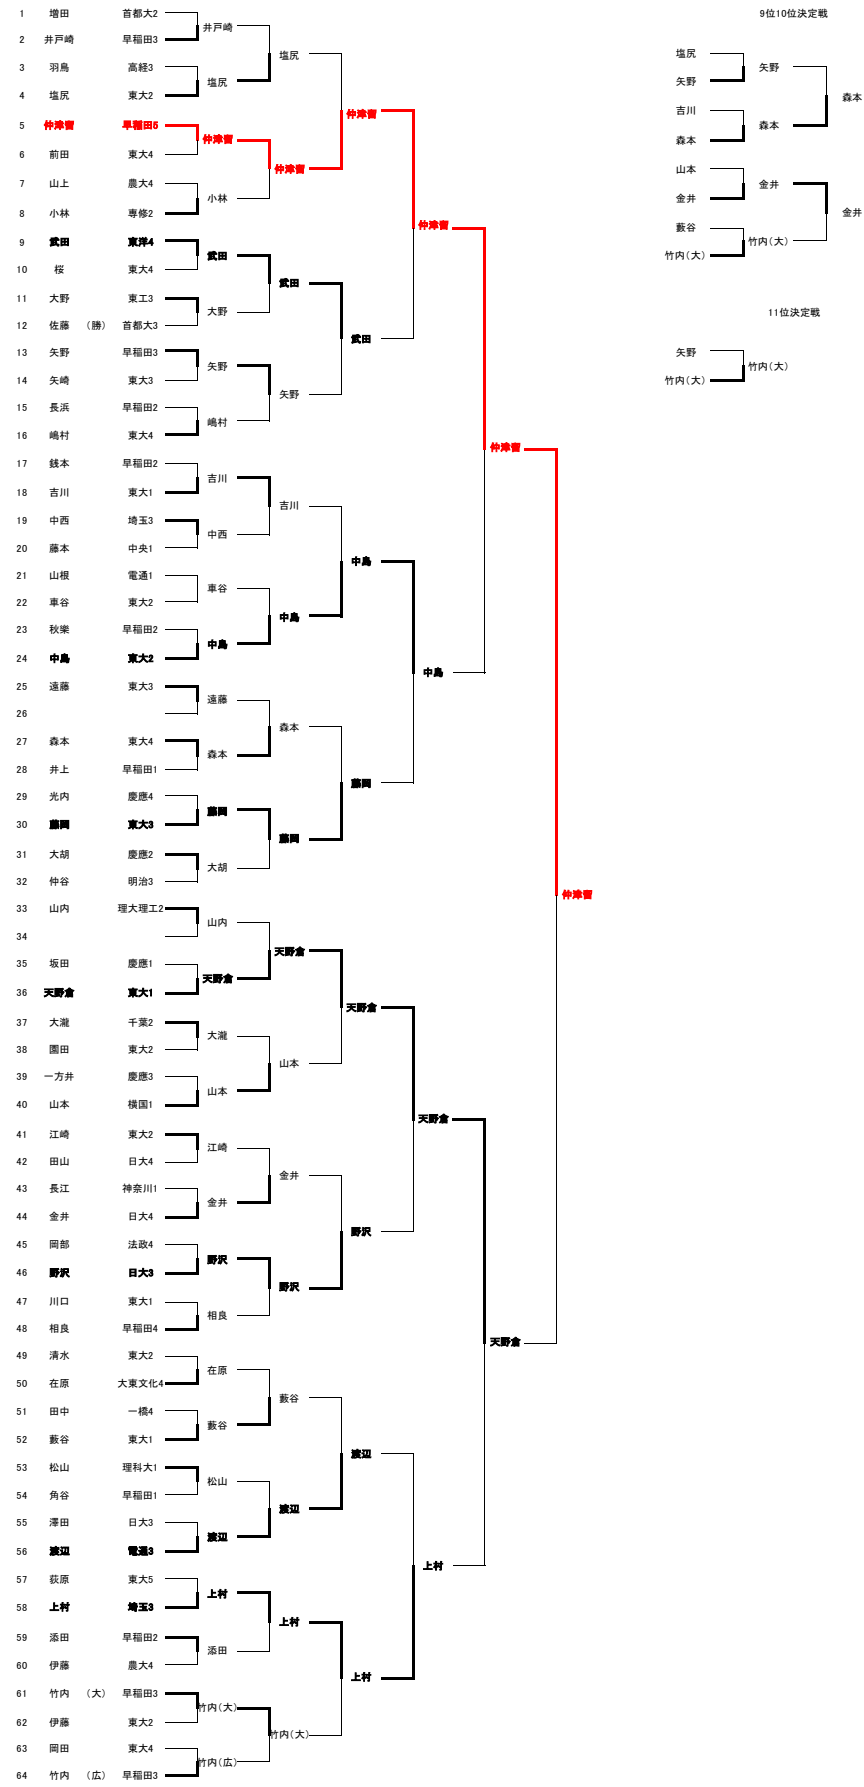 1 増田 首都大2
2 井戸崎 早稲田3
3 羽鳥 高経3
4 塩尻 東大2
5 仲津留 早稲田5
6 前田 東大4
7 山上 農大4
8 小林 専修2
9 武田 東洋4
10 桜 東大4
11 大野 東工3
12 佐藤 (勝) 首都大3
13 矢野 早稲田3
14 矢崎 東大3
15 長浜 早稲田2
16 嶋村 東大4
17 銭本 早稲田2
18 吉川 東大1
19 中西 埼玉3
20 藤本 中央1
21 山根 電通1
22 車谷 東大2
23 秋樂 早稲田2
24 中島 東大2
25 遠藤 東大3
26
27 森本 東大4
28 井上 早稲田1
29 光内 慶應4
30 藤岡 東大3
31 大胡 慶應2
32 仲谷 明治3
33 山内 理大理工2
34
35 坂田 慶應1
36 天野倉 東大1
37 大瀧 千葉2
38 園田 東大2
39 一方井 慶應3
40 山本 横国1
41 江崎 東大2
42 田山 日大4
43 長江 神奈川1
44 金井 日大4
45 岡部 法政4
46 野沢 日大3
47 川口 東大1
48 相良 早稲田4
49 清水 東大2
50 在原 大東文化4
51 田中 一橋4
52 藪谷 東大1
53 松山 理科大1
54 角谷 早稲田1
55 澤田 日大3
56 渡辺 電通3
57 荻原 東大5
58 上村 埼玉3
59 添田 早稲田2
60 伊藤 農大4
61 竹内 (大) 早稲田3
62 伊藤 東大2
63 岡田 東大4
64 竹内 (広) 早稲田3
井戸崎
塩尻
仲津留
小林
武田
大野
矢野
嶋村
吉川
中西
車谷
中島
遠藤
森本
藤岡
大胡
山内
天野倉
大瀧
山本
江崎
金井
野沢
相良
在原
藪谷
松山
渡辺
上村
添田
竹内(大)
竹内(広)
塩尻
仲津留
武田
矢野
吉川
中島
森本
藤岡
天野倉
山本
金井
野沢
藪谷
渡辺
上村
竹内(大)
仲津留
武田
中島
藤岡
天野倉
野沢
渡辺
上村
仲津留
中島
天野倉
上村
仲津留
天野倉
仲津留
9位10位決定戦
塩尻
矢野
吉川
森本
山本
金井
藪谷
竹内(大)
矢野
森本
金井
竹内(大)
森本
金井
11位決定戦
矢野
竹内(大)
竹内(大)